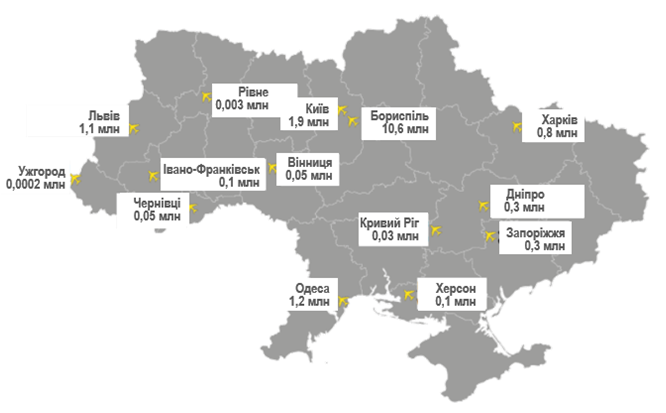 Рівне
0,003 млн
Львів
1,1 млн
Київ
1,9 млн
Бориспіль
10,6 млн
Харків
0,8 млн
Ужгород
0,0002 млн
Івано-Франківськ
0,1 млн
Вінниця
0,05 млн
Чернівці
0,05 млн
Дніпро
0,3 млн
Кривий Ріг
0,03 млн
Запоріжжя
0,3 млн
Одеса
1,2 млн
Херсон
0,1 млн